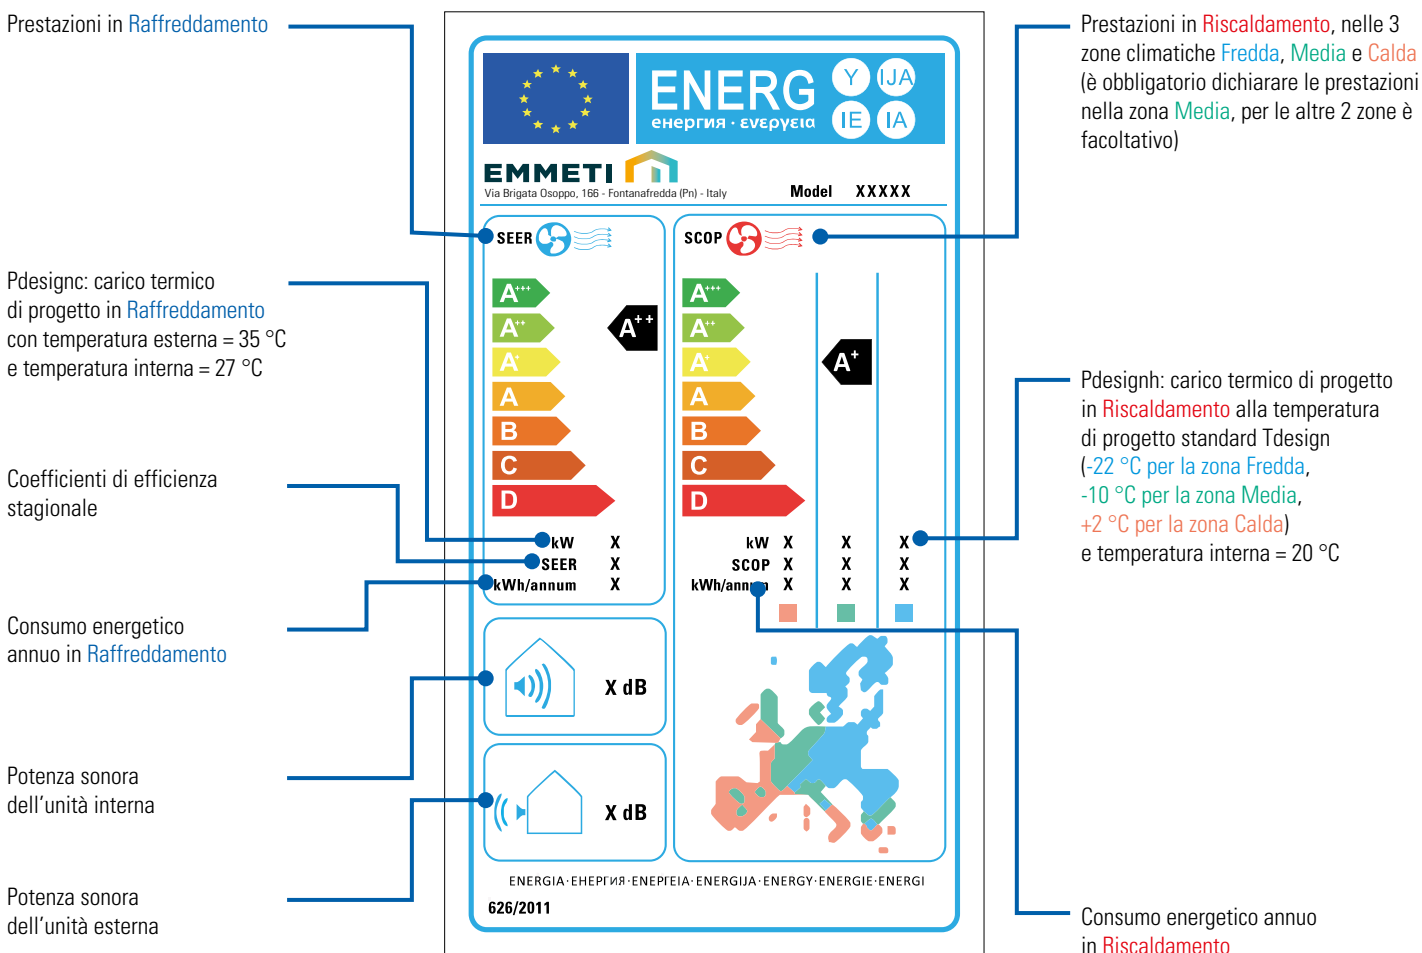 Prestazioni in Raffreddamento
Pdesignc: carico termico
di progetto in Raffreddamento
con temperatura esterna = 35 °C
e temperatura interna = 27 °C
Coefficienti di efficienza
stagionale
Consumo energetico
annuo in Raffreddamento
Potenza sonora
dell'unità interna
Potenza sonora
dell'unità esterna
ENERG
енергия · ενεργεια
Y IJA
IE IA
EMMETI
Via Brigata Osoppo, 166 - Fontanafredda (Pn) - Italy
Model XXXXX
SEER
A+++
A++
A+
A
B
C
D
A++
kW X
SEER X
kWh/annum X
SCOP
A+++
A++
A+
A
B
C
D
A+
kW X X X
SCOP X X X
kWh/annum X X X
X dB
X dB
ENERGIA·ЕНЕРГИЯ·ΕΝΕΡΓΕΙΑ·ENERGIJA·ENERGY·ENERGIE·ENERGI
626/2011
Prestazioni in Riscaldamento, nelle 3
zone climatiche Fredda, Media e Calda
(è obbligatorio dichiarare le prestazioni
nella zona Media, per le altre 2 zone è
facoltativo)
Pdesignh: carico termico di progetto
in Riscaldamento alla temperatura
di progetto standard Tdesign
(-22 °C per la zona Fredda,
-10 °C per la zona Media,
+2 °C per la zona Calda)
e temperatura interna = 20 °C
Consumo energetico annuo
in Riscaldamento